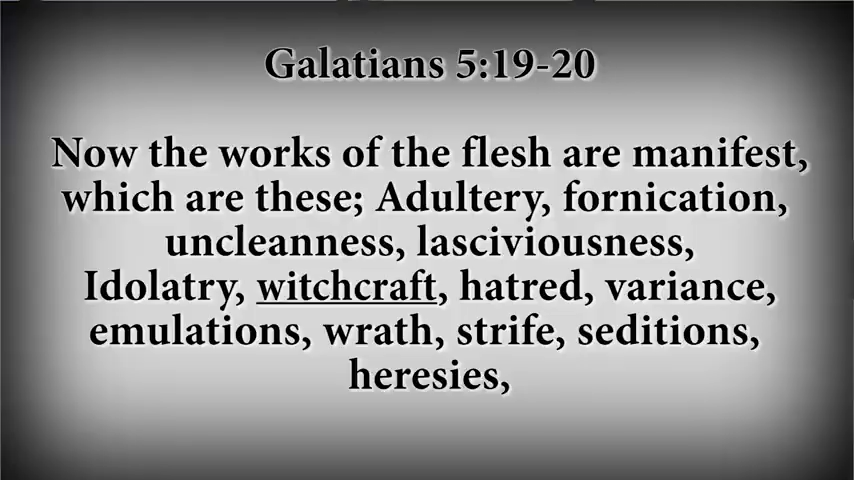 Galatians 5:19-20
Now the works of the flesh are manifest,
which are these; Adultery, fornication,
uncleanness, lasciviousness,
Idolatry, witchcraft, hatred, variance,
emulations, wrath, strife, seditions,
heresies,